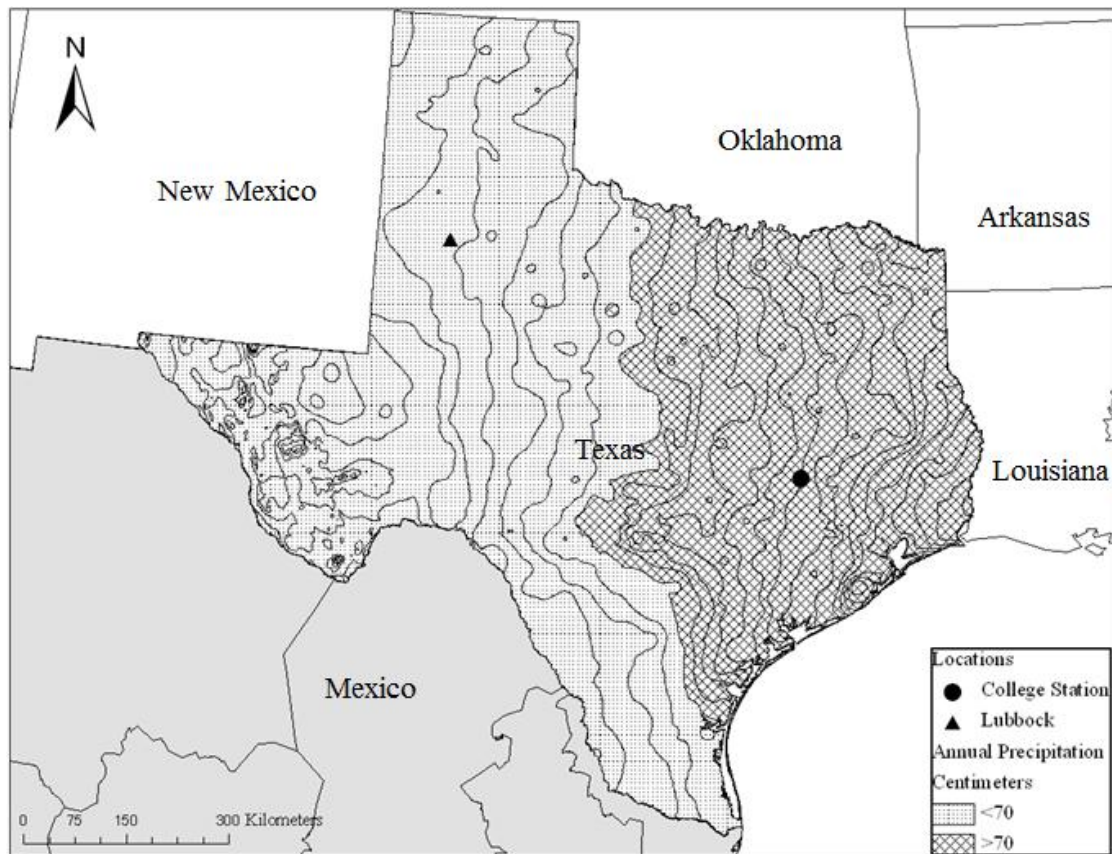 N
Oklahoma
New Mexico
Arkansas
Texas
Louisiana
Mexico
0 75 150 300 Kilometers
Locations
College Station
Lubbock
Annual Precipitation
Centimeters
<70
>70